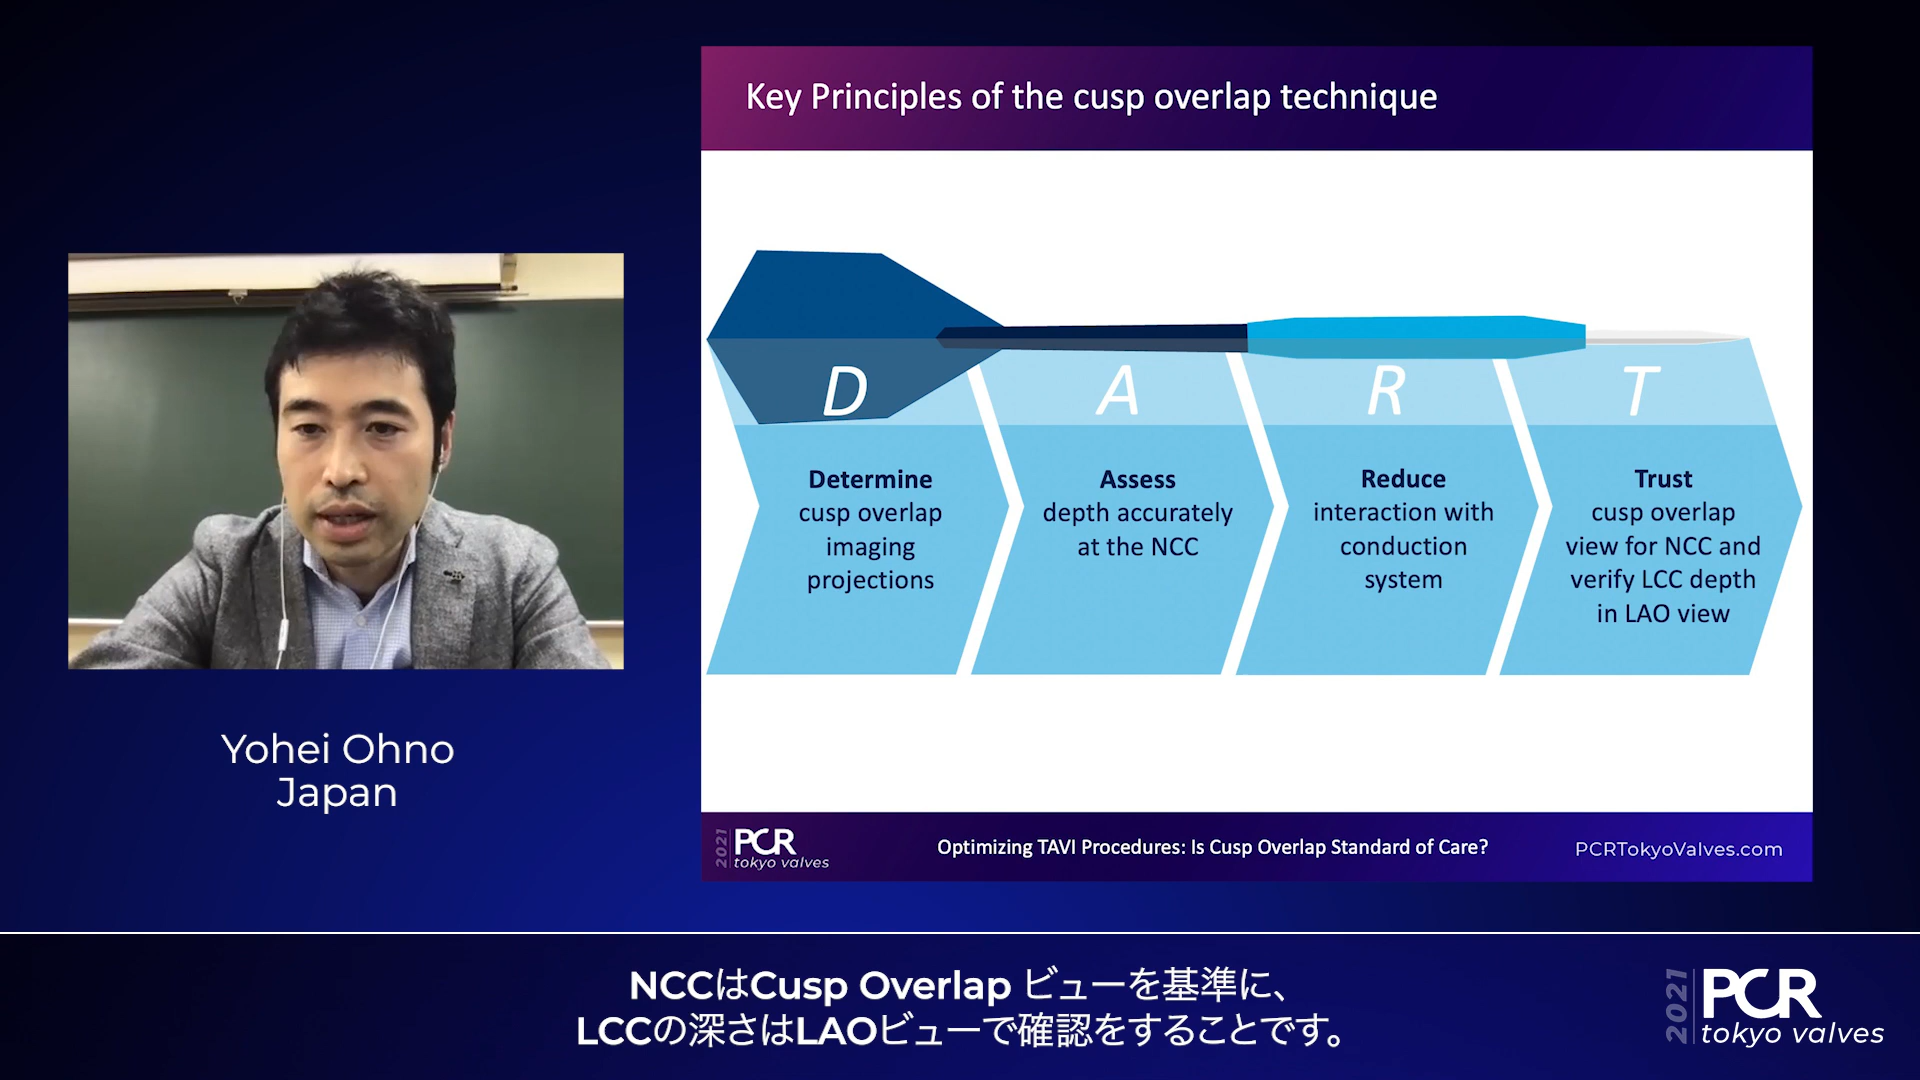 Key Principles of the cusp overlap technique
D
A
R
T
Determine
cusp overlap
imaging
projections
Assess
depth accurately
at the NCC
Reduce
interaction with
conduction
system
Trust
cusp overlap
view for NCC and
verify LCC depth
in LAO view
2021
PCR
tokyo valves
Optimizing TAVI Procedures: Is Cusp Overlap Standard of Care?
PCRTokyoValves.com
Yohei Ohno
Japan
NCCはCusp Overlap ビューを基準に、
LCCの深さはLAOビューで確認をすることです。
2021
PCR
tokyo valves